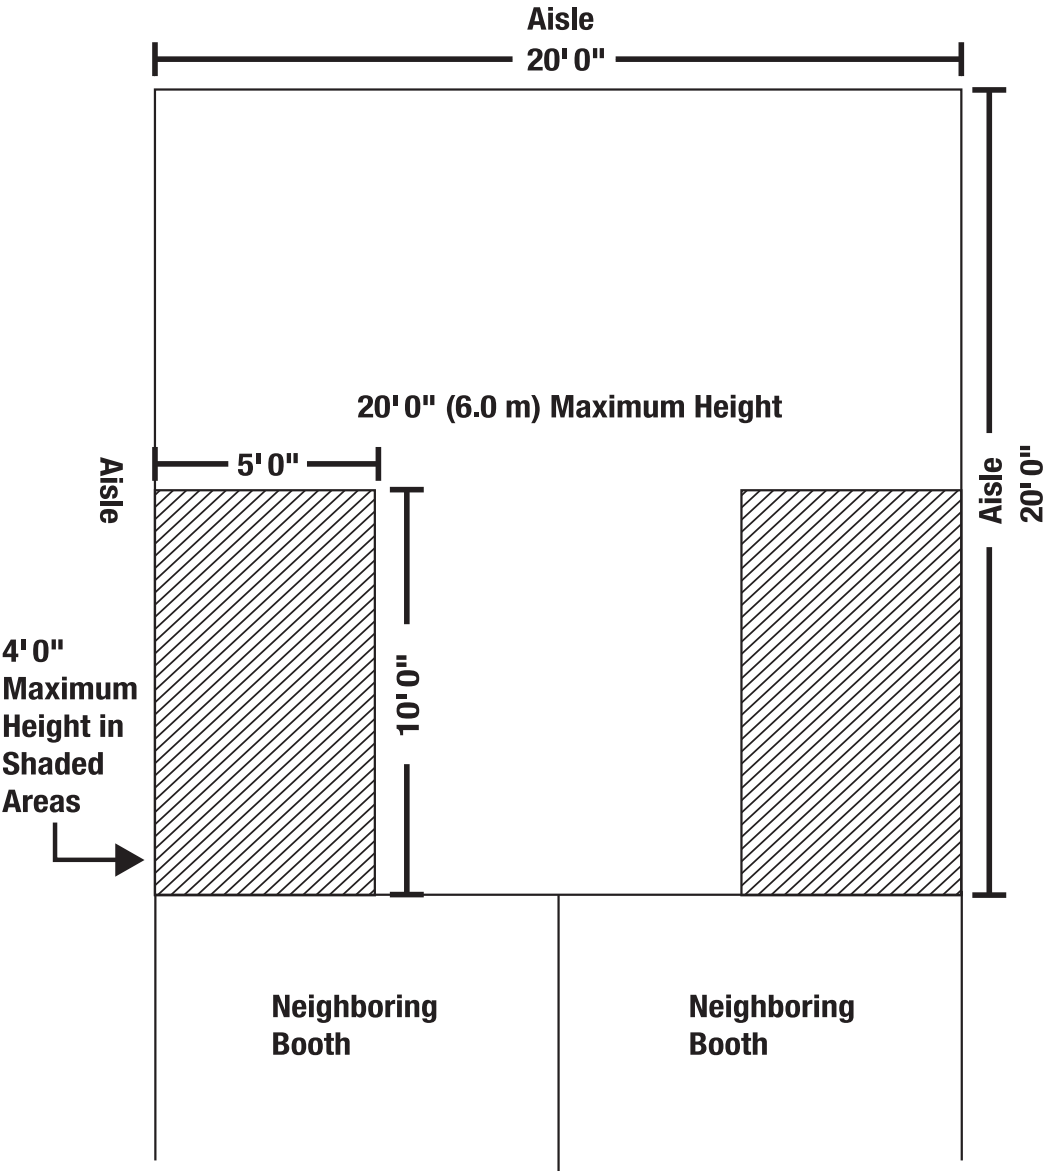 Aisle
20' 0"
20' 0" (6.0 m) Maximum Height
5' 0"
Aisle
Aisle
20' 0"
4' 0"
Maximum
Height in
Shaded
Areas
10' 0"
Neighboring
Booth
Neighboring
Booth